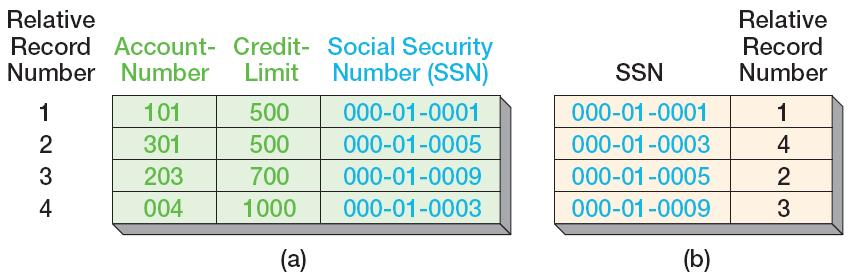 Relative Record Number Account-Number Credit-Limit Social Security Number (SSN)
1 101 500 000-01-0001
2 301 500 000-01-0005
3 203 700 000-01-0009
4 004 1000 000-01-0003
(a)
SSN Relative Record Number
000-01-0001 1
000-01-0003 4
000-01-0005 2
000-01-0009 3
(b)